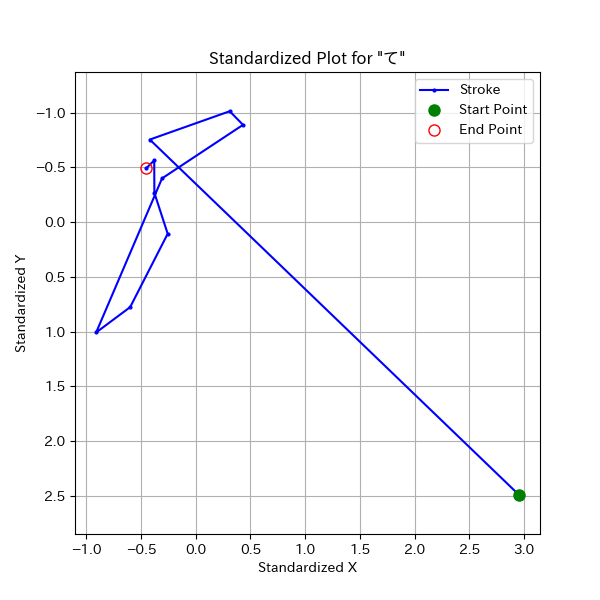 Standardized Plot for "て"
Stroke
Start Point
End Point
Standardized Y
−1.0
−0.5
0.0
0.5
1.0
1.5
2.0
2.5
−1.0 −0.5 0.0 0.5 1.0 1.5 2.0 2.5 3.0
Standardized X